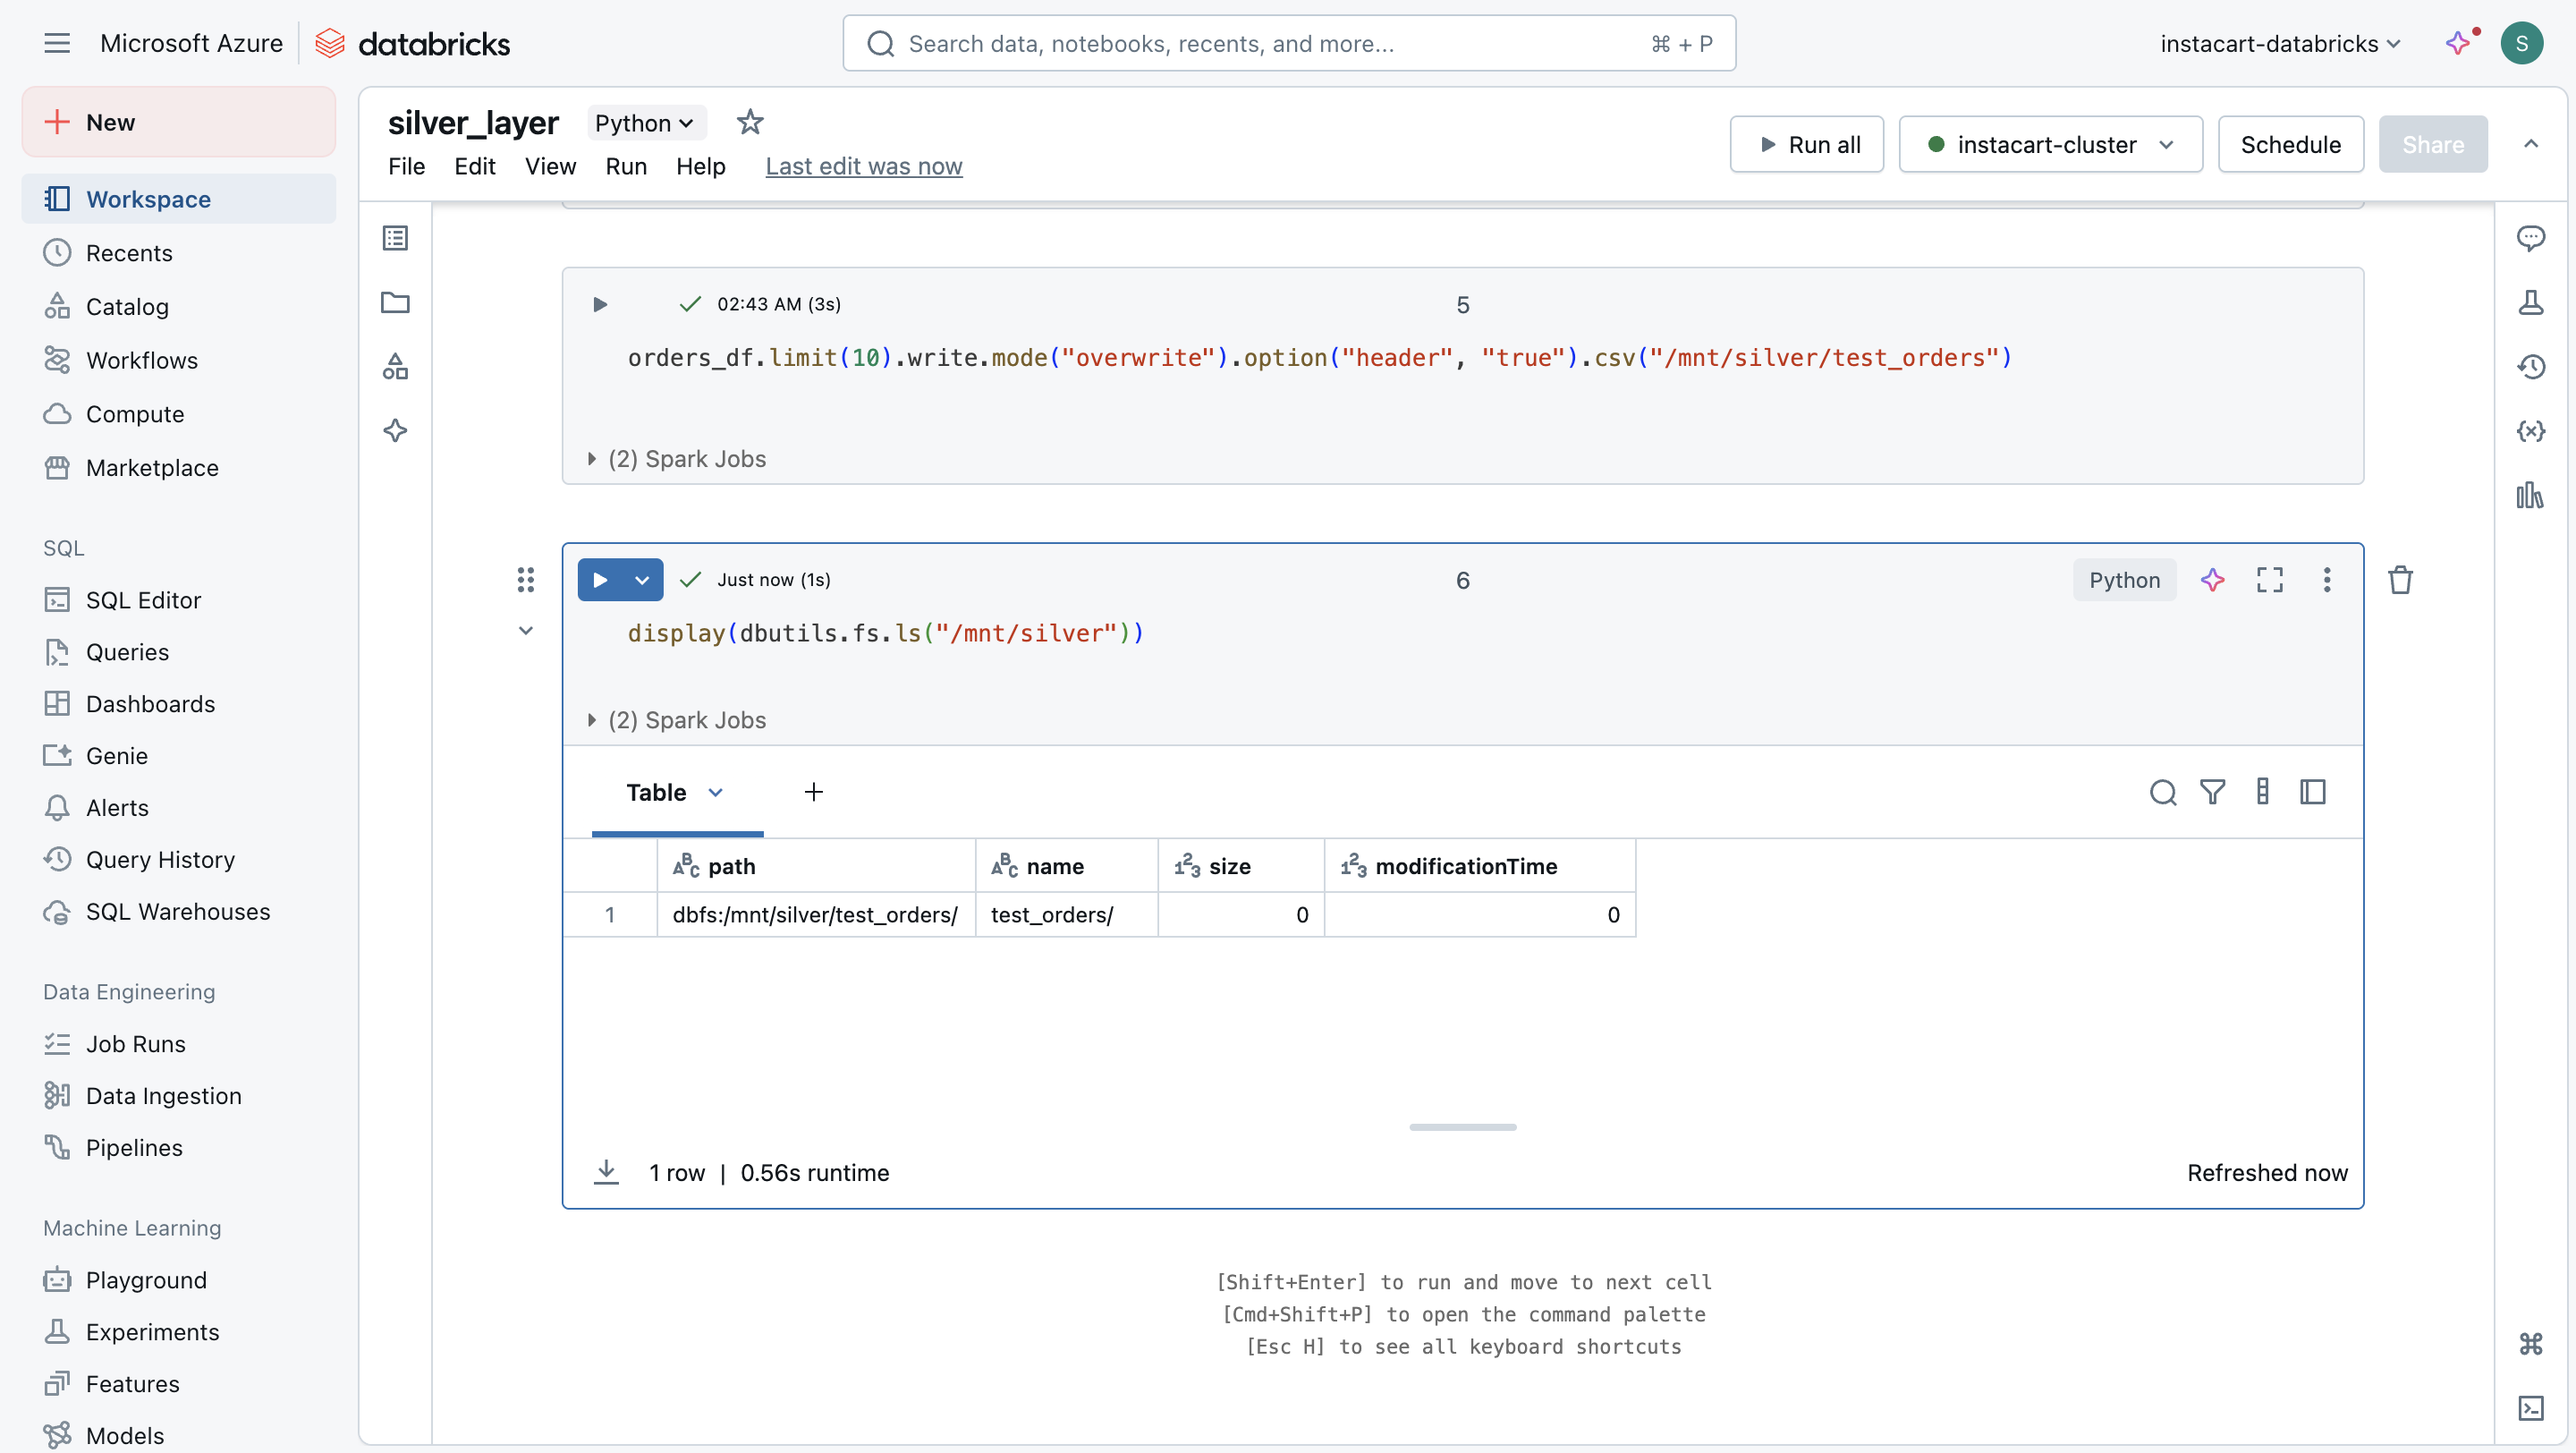 Microsoft Azure
databricks
Search data, notebooks, recents, and more...
⌘ + P
instacart-databricks
S
New
Workspace
Recents
Catalog
Workflows
Compute
Marketplace
SQL
SQL Editor
Queries
Dashboards
Genie
Alerts
Query History
SQL Warehouses
Data Engineering
Job Runs
Data Ingestion
Pipelines
Machine Learning
Playground
Experiments
Features
Models
silver_layer
Python
File Edit View Run Help Last edit was now
Run all
instacart-cluster
Schedule
Share
02:43 AM (3s)
5
orders_df.limit(10).write.mode("overwrite").option("header", "true").csv("/mnt/silver/test_orders")
(2) Spark Jobs
Just now (1s)
6
Python
display(dbutils.fs.ls("/mnt/silver"))
(2) Spark Jobs
Table
path name size modificationTime
1 dbfs:/mnt/silver/test_orders/ test_orders/ 0 0
1 row | 0.56s runtime
Refreshed now
[Shift+Enter] to run and move to next cell
[Cmd+Shift+P] to open the command palette
[Esc H] to see all keyboard shortcuts